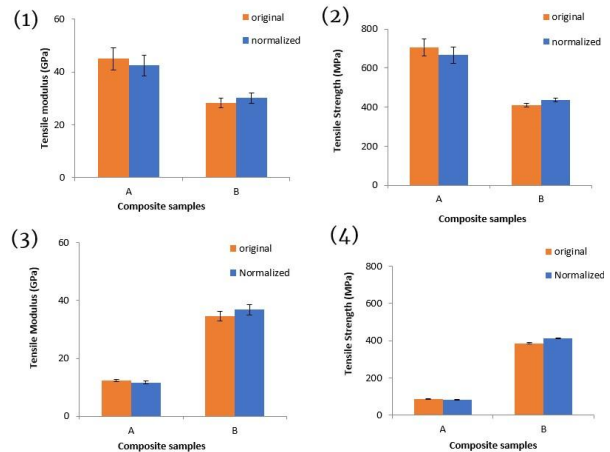 (1)
60
40
20
0
Tensile modulus (GPa)
original
normalized
A
B
Composite samples
(2)
800
600
400
200
0
Tensile Strength (MPa)
original
normalized
A
B
Composite samples
(3)
60
40
20
0
Tensile Modulus (GPa)
original
Normalized
A
B
Composite samples
(4)
800
600
400
200
0
Tensile Strength (MPa)
original
Normalized
A
B
Composite samples